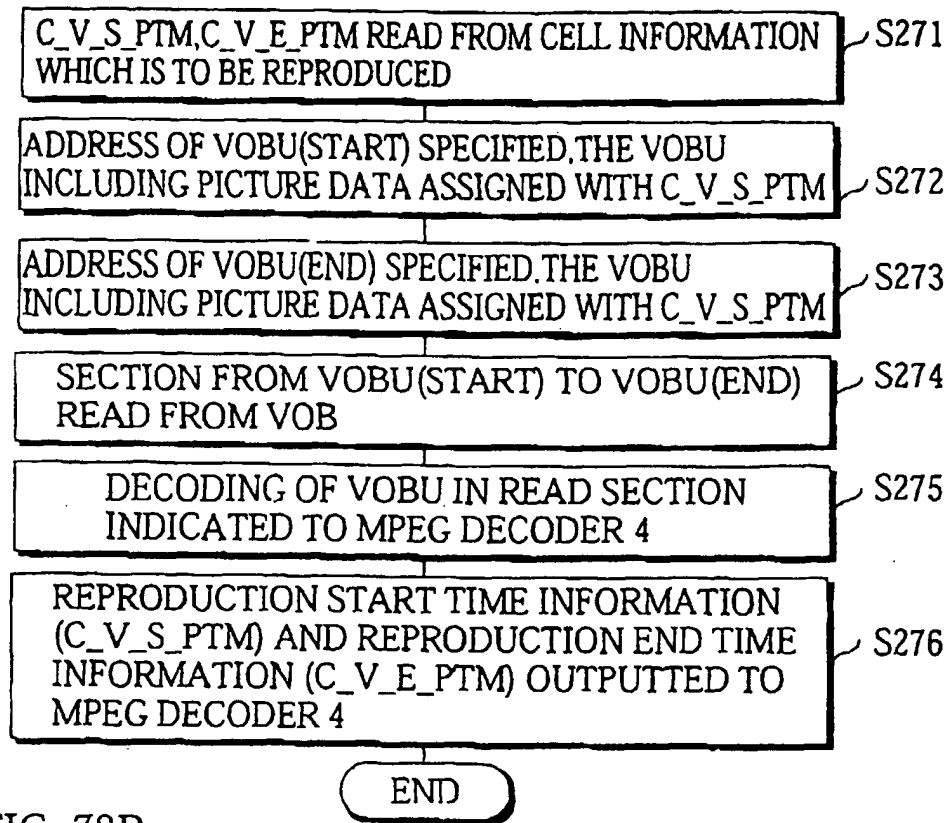 C_V_S_PTM,C_V_E_PTM READ FROM CELL INFORMATION
WHICH IS TO BE REPRODUCED
S271
ADDRESS OF VOBU(START) SPECIFIED.THE VOBU
INCLUDING PICTURE DATA ASSIGNED WITH C_V_S_PTM
S272
ADDRESS OF VOBU(END) SPECIFIED.THE VOBU
INCLUDING PICTURE DATA ASSIGNED WITH C_V_S_PTM
S273
SECTION FROM VOBU(START) TO VOBU(END)
READ FROM VOB
S274
DECODING OF VOBU IN READ SECTION
INDICATED TO MPEG DECODER 4
S275
REPRODUCTION START TIME INFORMATION
(C_V_S_PTM) AND REPRODUCTION END TIME
INFORMATION (C_V_E_PTM) OUTPUTTED TO
MPEG DECODER 4
S276
END